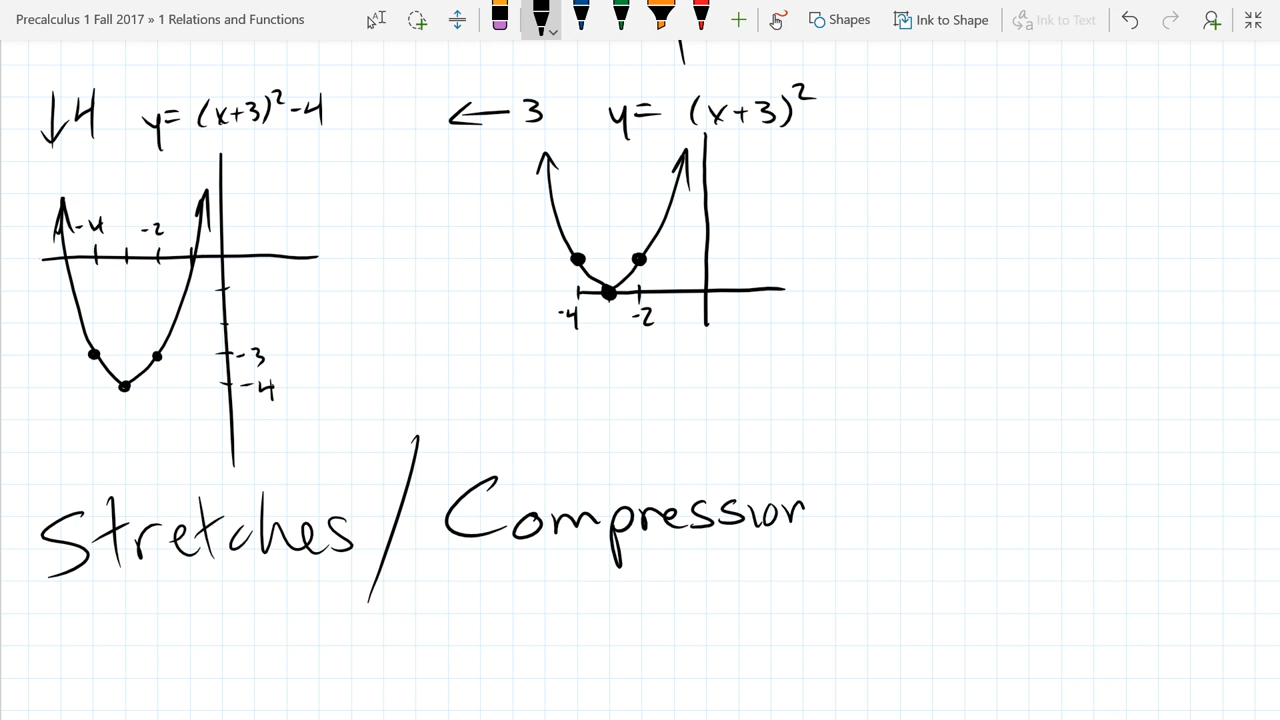 Precalculus 1 Fall 2017 » 1 Relations and Functions
Shapes
Ink to Shape
Ink to Text
↓4 y= (x+3)²-4
← 3 y= (x+3)²
-4 -2
-3
-4
-4 -2
Stretches / Compression